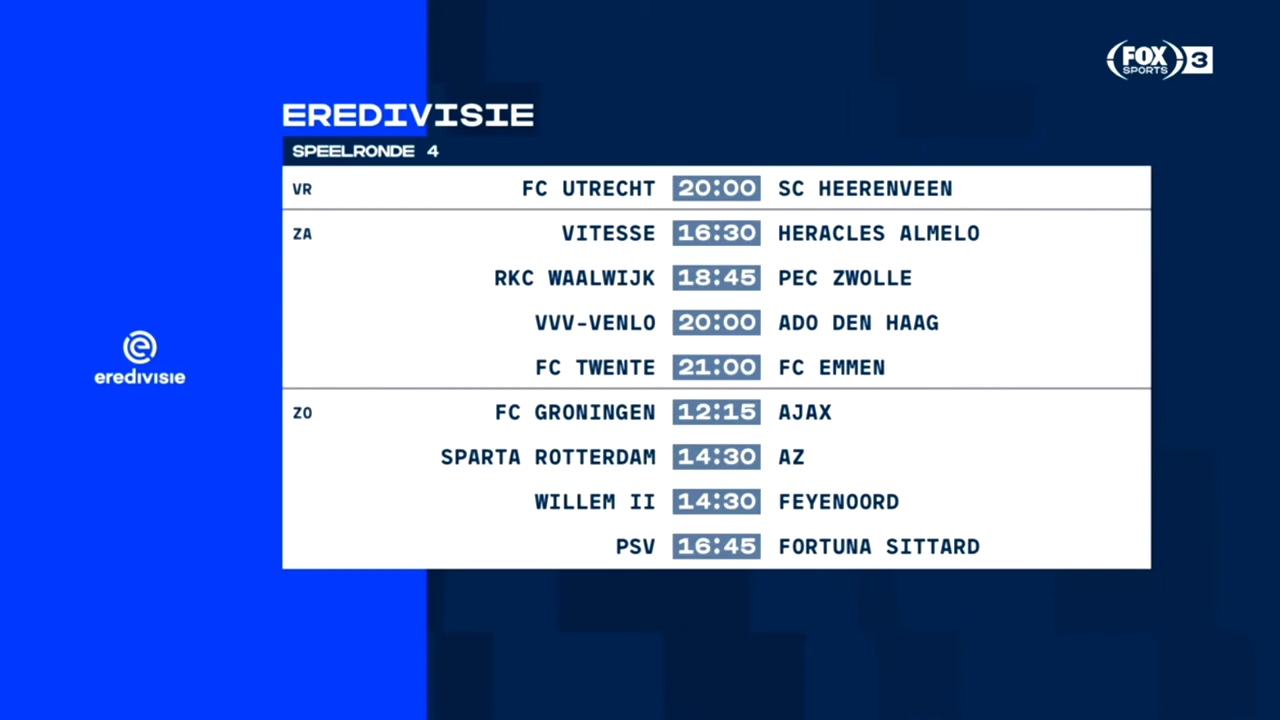 FOX SPORTS 3
EREDIVISIE
SPEELRONDE 4
VR FC UTRECHT 20:00 SC HEERENVEEN
ZA VITESSE 16:30 HERACLES ALMELO
RKC WAALWIJK 18:45 PEC ZWOLLE
VVV-VENLO 20:00 ADO DEN HAAG
FC TWENTE 21:00 FC EMMEN
ZO FC GRONINGEN 12:15 AJAX
SPARTA ROTTERDAM 14:30 AZ
WILLEM II 14:30 FEYENOORD
PSV 16:45 FORTUNA SITTARD
eredivisie